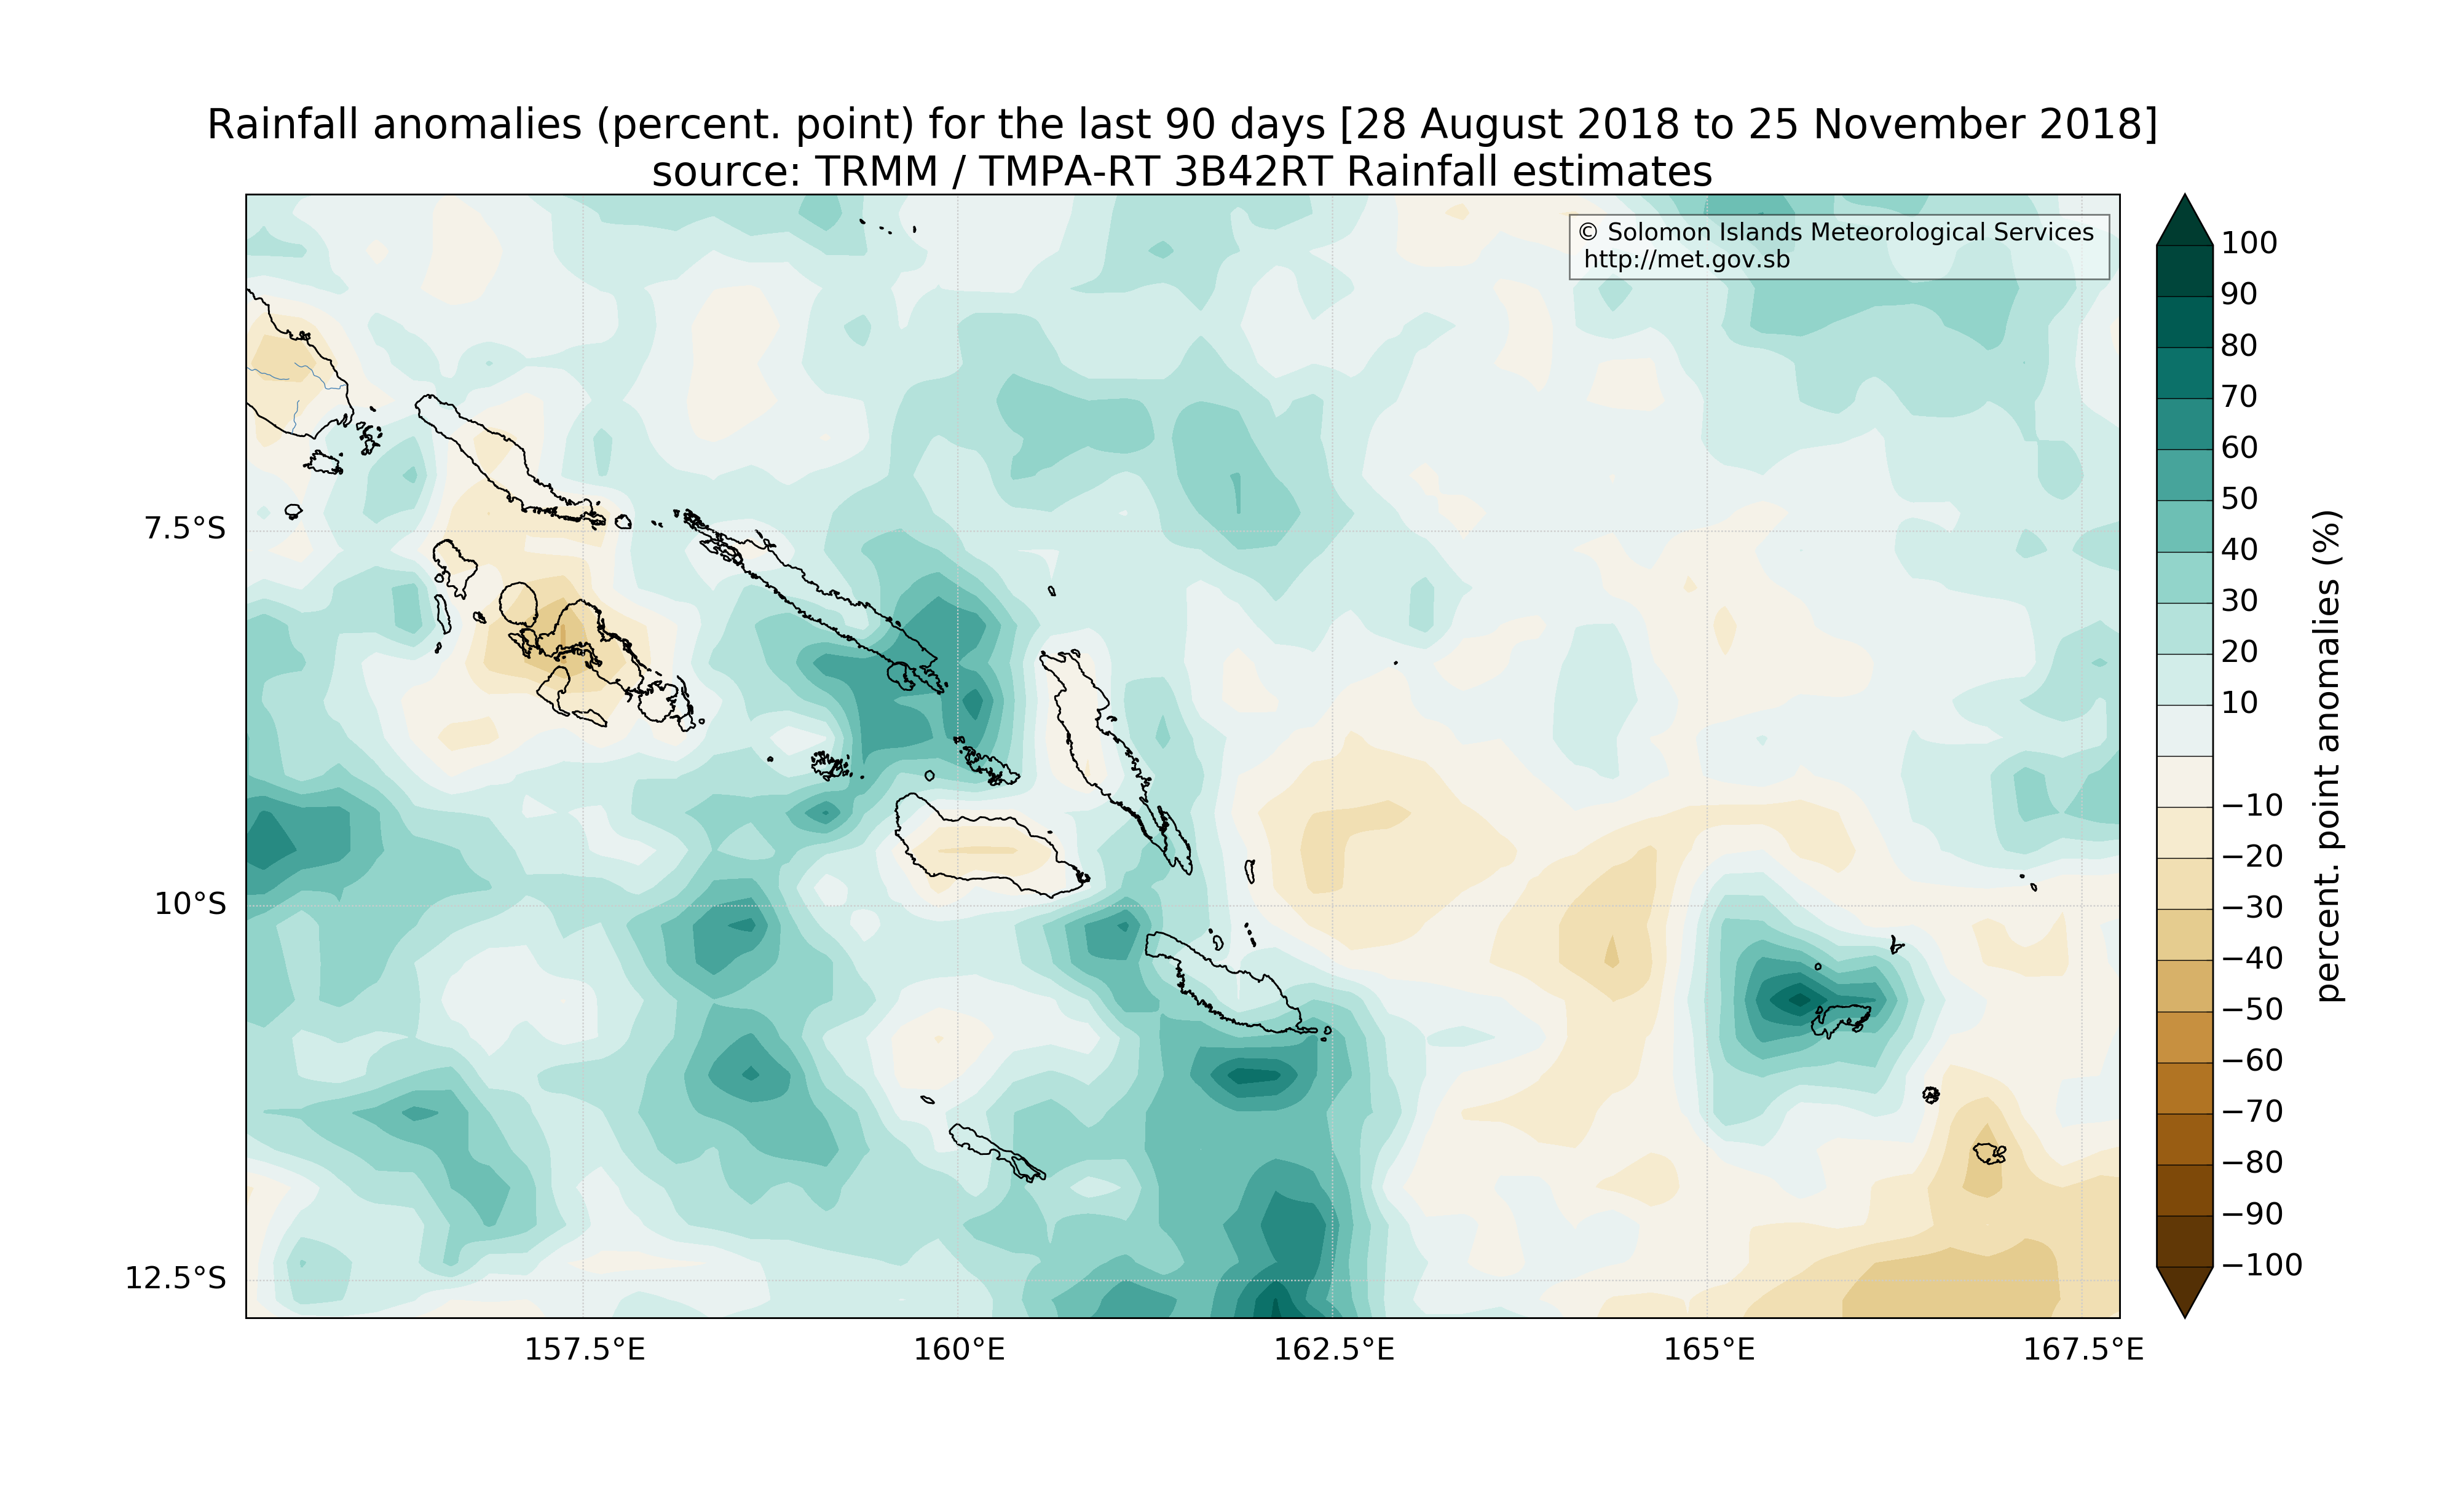 Rainfall anomalies (percent. point) for the last 90 days [28 August 2018 to 25 November 2018]
source: TRMM / TMPA-RT 3B42RT Rainfall estimates
© Solomon Islands Meteorological Services
http://met.gov.sb
7.5°S
10°S
12.5°S
157.5°E
160°E
162.5°E
165°E
167.5°E
100
90
80
70
60
50
40
30
20
10
−10
−20
−30
−40
−50
−60
−70
−80
−90
−100
percent. point anomalies (%)